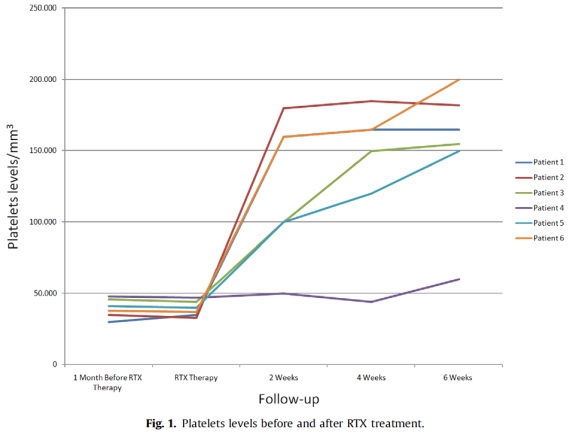 250.000
200.000
150.000
100.000
50.000
0
Platelets levels/mm³
1 Month Before RTX
Therapy
RTX Therapy
2 Weeks
4 Weeks
6 Weeks
Follow-up
Patient 1
Patient 2
Patient 3
Patient 4
Patient 5
Patient 6
Fig. 1. Platelets levels before and after RTX treatment.